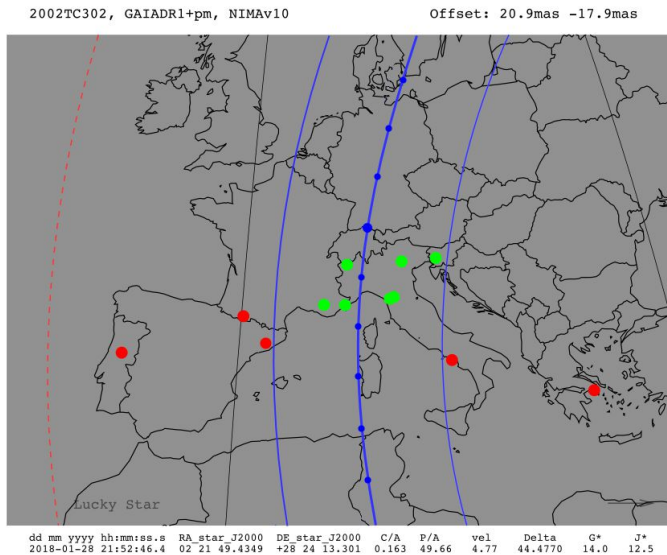 2002TC302, GAIADR1+pm, NIMAv10 Offset: 20.9mas -17.9mas
Lucky Star
dd mm yyyy hh:mm:ss.s RA_star_J2000 DE_star_J2000 C/A P/A vel Delta G* J*
2018-01-28 21:52:46.4 02 21 49.4349 +28 24 13.301 0.163 49.66 4.77 44.4770 14.0 12.5